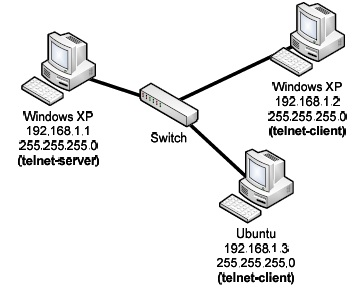 Windows XP
192.168.1.1
255.255.255.0
(telnet-server)
Switch
Windows XP
192.168.1.2
255.255.255.0
(telnet-client)
Ubuntu
192.168.1.3
255.255.255.0
(telnet-client)